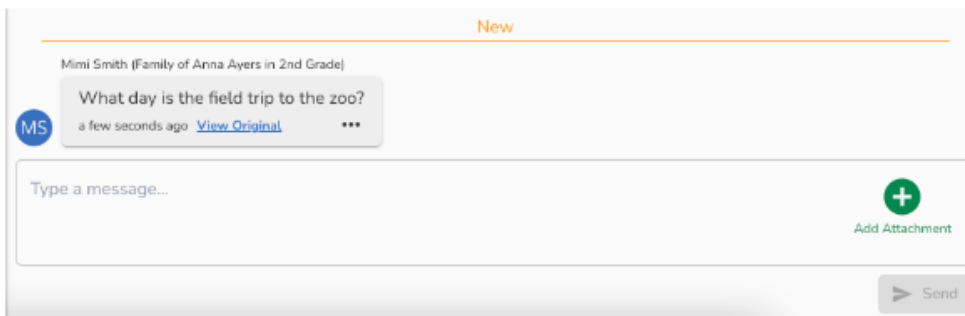 New
Mimi Smith (Family of Anna Ayers in 2nd Grade)
What day is the field trip to the zoo?
MS
a few seconds ago View Original •••
Type a message...
Add Attachment
Send